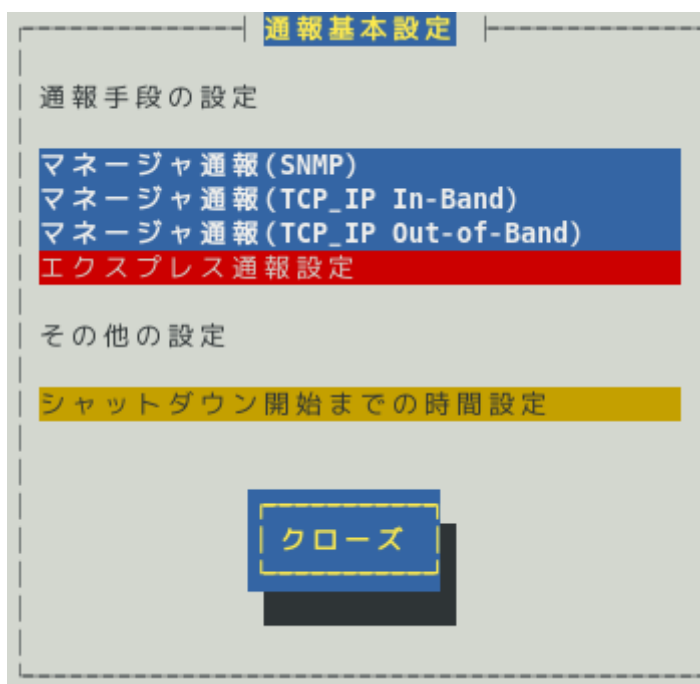 通報基本設定
通報手段の設定
マネージャ通報(SNMP)
マネージャ通報(TCP_IP In-Band)
マネージャ通報(TCP_IP Out-of-Band)
エクスプレス通報設定
その他の設定
シャットダウン開始までの時間設定
クローズ